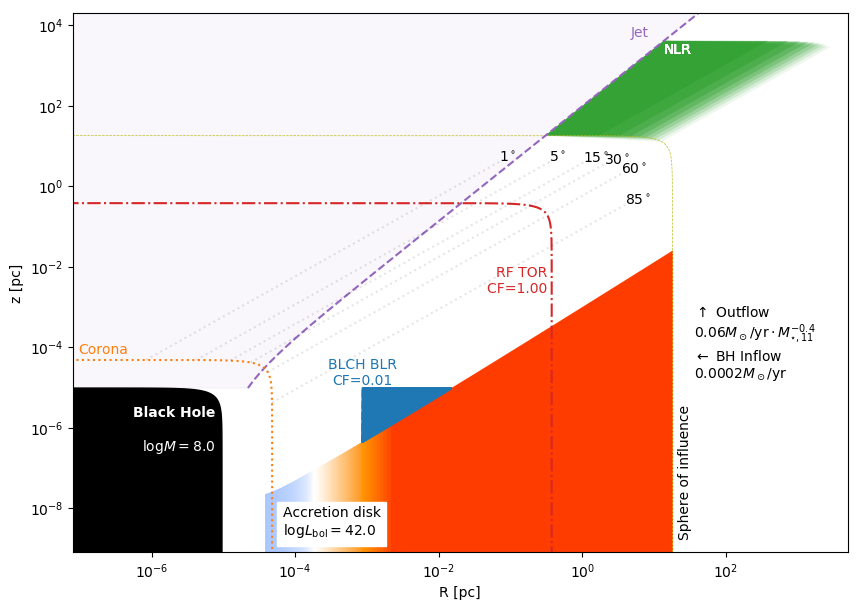 Jet
NLR
1°
5°
15°
30°
60°
85°
RF TOR
CF=1.00
Corona
BLCH BLR
CF=0.01
Black Hole
logM = 8.0
Accretion disk
logL_bol = 42.0
↑ Outflow
0.06M_⊙/yr · M_{⋆,11}^{−0.4}
← BH Inflow
0.0002M_⊙/yr
Sphere of influence
z [pc]
10^4
10^2
10^0
10^−2
10^−4
10^−6
10^−8
10^−6
10^−4
10^−2
10^0
10^2
R [pc]